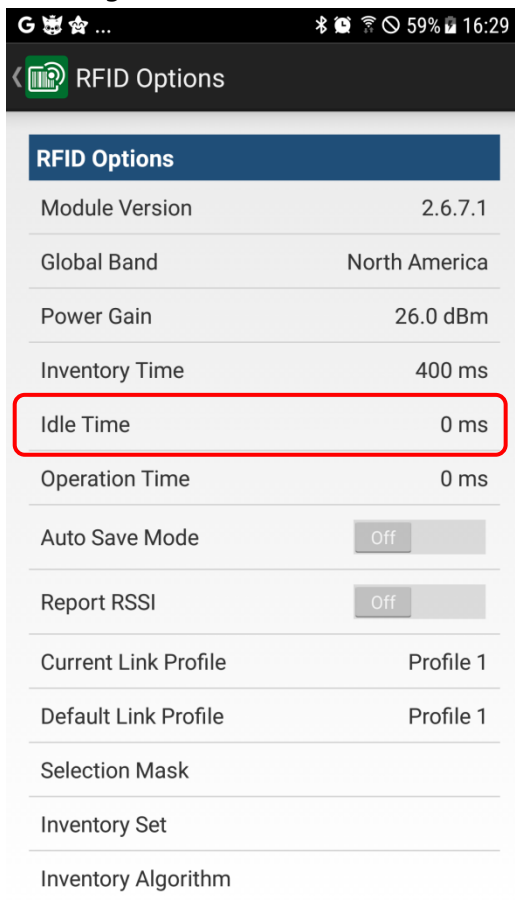 G ... 59% 16:29
RFID Options
RFID Options
Module Version 2.6.7.1
Global Band North America
Power Gain 26.0 dBm
Inventory Time 400 ms
Idle Time 0 ms
Operation Time 0 ms
Auto Save Mode Off
Report RSSI Off
Current Link Profile Profile 1
Default Link Profile Profile 1
Selection Mask
Inventory Set
Inventory Algorithm